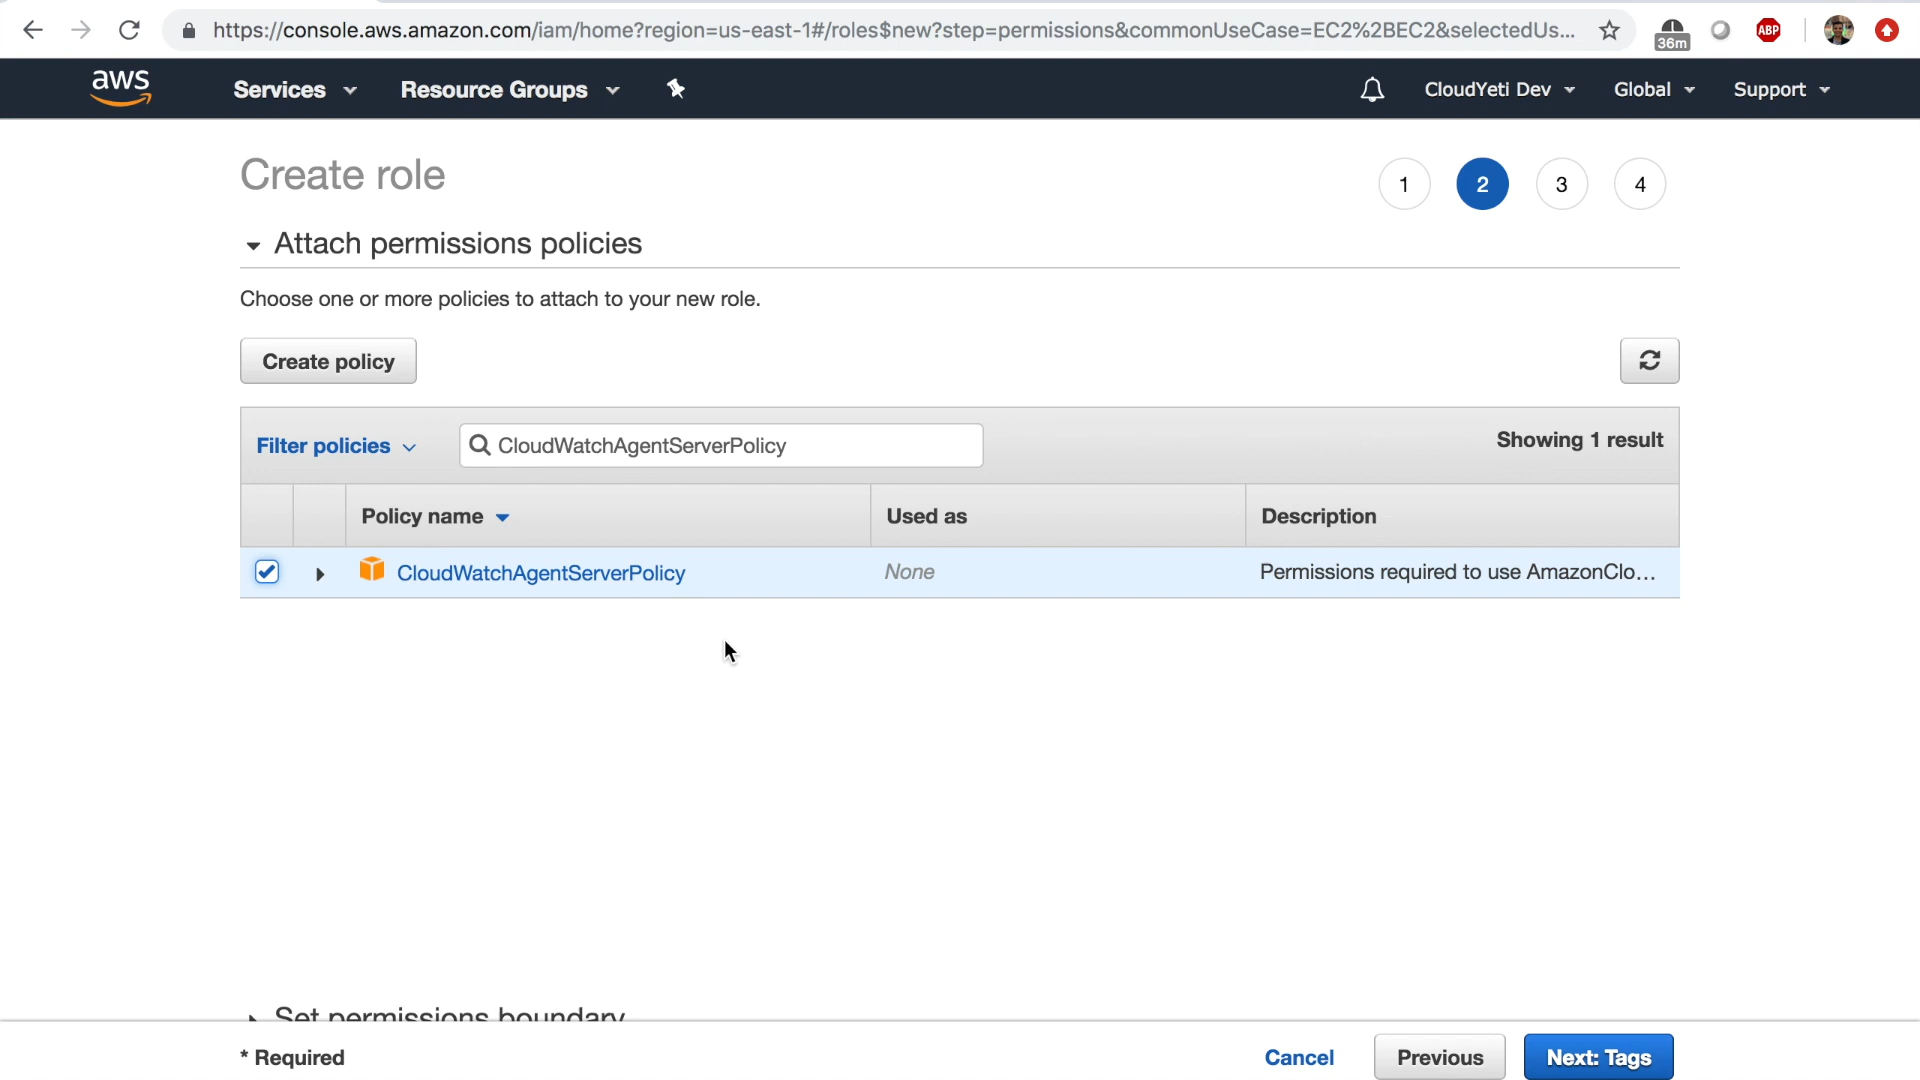 https://console.aws.amazon.com/iam/home?region=us-east-1#/roles$new?step=permissions&commonUseCase=EC2%2BEC2&selectedUs...
36m
ABP
aws
Services
Resource Groups
CloudYeti Dev
Global
Support
Create role
1
2
3
4
Attach permissions policies
Choose one or more policies to attach to your new role.
Create policy
Filter policies
CloudWatchAgentServerPolicy
Showing 1 result
Policy name
Used as
Description
CloudWatchAgentServerPolicy
None
Permissions required to use AmazonClo...
Set permissions boundary
* Required
Cancel
Previous
Next: Tags